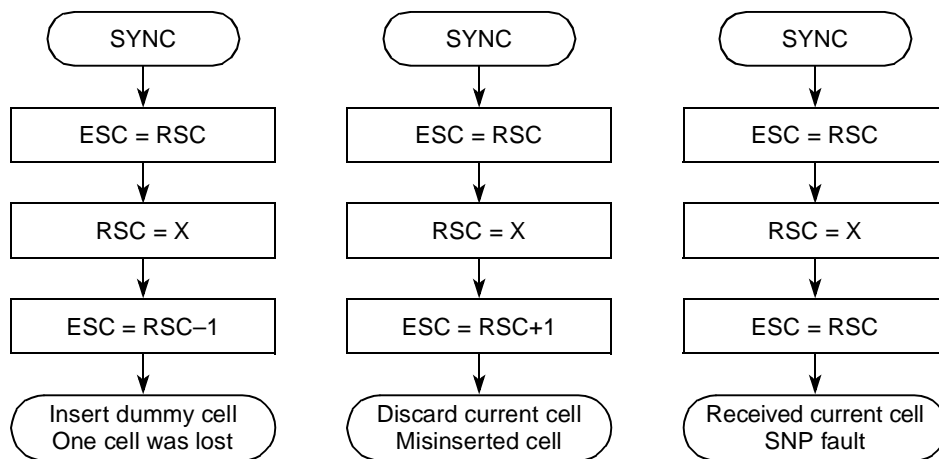 SYNC
ESC = RSC
RSC = X
ESC = RSC–1
Insert dummy cell
One cell was lost
SYNC
ESC = RSC
RSC = X
ESC = RSC+1
Discard current cell
Misinserted cell
SYNC
ESC = RSC
RSC = X
ESC = RSC
Received current cell
SNP fault